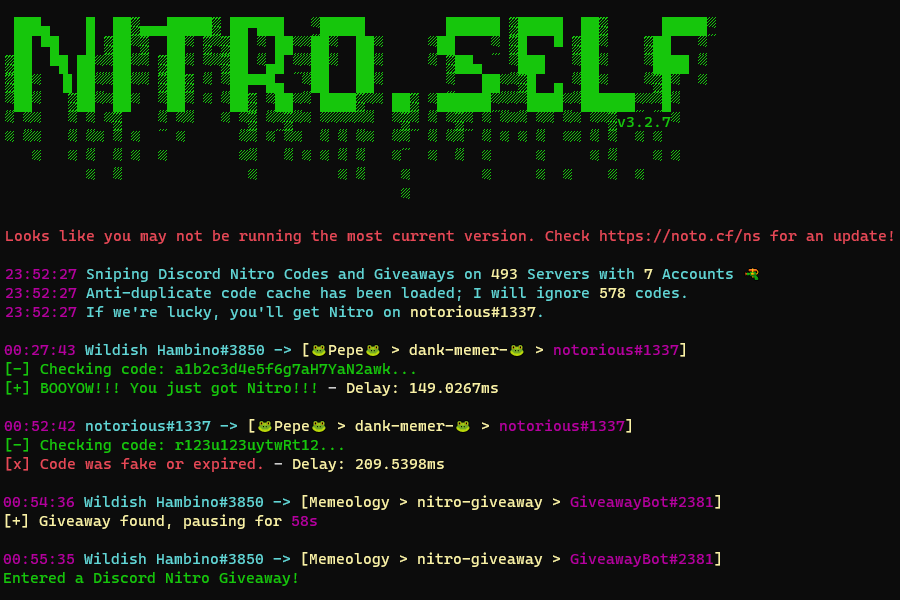 NITRO.SELF
v3.2.7
Looks like you may not be running the most current version. Check https://noto.cf/ns for an update!
23:52:27 Sniping Discord Nitro Codes and Giveaways on 493 Servers with 7 Accounts 🔫
23:52:27 Anti-duplicate code cache has been loaded; I will ignore 578 codes.
23:52:27 If we're lucky, you'll get Nitro on notorious#1337.
00:27:43 Wildish Hambino#3850 -> [🐸Pepe🐸 > dank-memer-🐸 > notorious#1337]
[-] Checking code: a1b2c3d4e5f6g7aH7YaN2awk...
[+] BOOYOW!!! You just got Nitro!!! - Delay: 149.0267ms
00:52:42 notorious#1337 -> [🐸Pepe🐸 > dank-memer-🐸 > notorious#1337]
[-] Checking code: r123u123uytwRt12...
[x] Code was fake or expired. - Delay: 209.5398ms
00:54:36 Wildish Hambino#3850 -> [Memeology > nitro-giveaway > GiveawayBot#2381]
[+] Giveaway found, pausing for 58s
00:55:35 Wildish Hambino#3850 -> [Memeology > nitro-giveaway > GiveawayBot#2381]
Entered a Discord Nitro Giveaway!